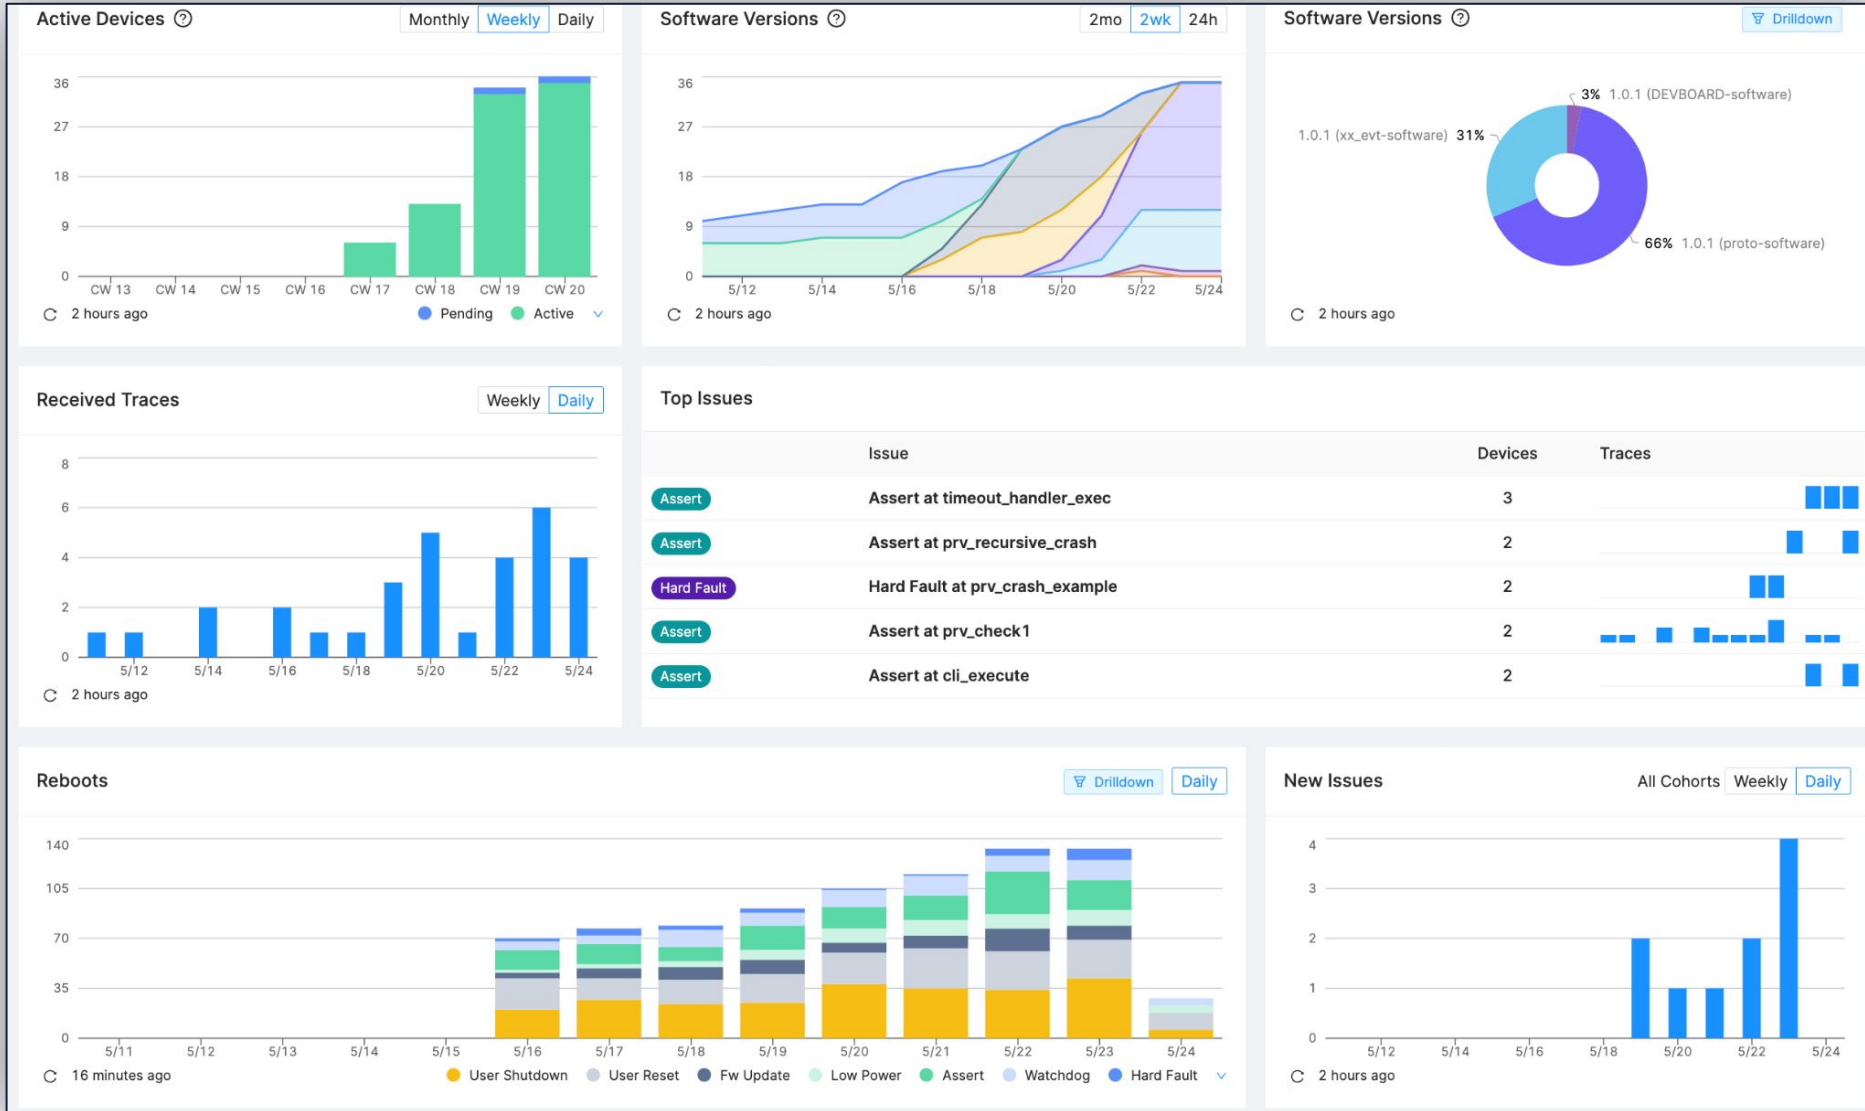 Active Devices ? Monthly Weekly Daily
36
27
18
9
0
CW 13 CW 14 CW 15 CW 16 CW 17 CW 18 CW 19 CW 20
2 hours ago Pending Active
Software Versions ? 2mo 2wk 24h
36
27
18
9
0
5/12 5/14 5/16 5/18 5/20 5/22 5/24
2 hours ago
Software Versions ? Drilldown
3% 1.0.1 (DEVBOARD-software)
1.0.1 (xx_evt-software) 31%
66% 1.0.1 (proto-software)
2 hours ago
Received Traces Weekly Daily
8
6
4
2
0
5/12 5/14 5/16 5/18 5/20 5/22 5/24
2 hours ago
Top Issues
Issue Devices Traces
Assert Assert at timeout_handler_exec 3
Assert Assert at prv_recursive_crash 2
Hard Fault Hard Fault at prv_crash_example 2
Assert Assert at prv_check1 2
Assert Assert at cli_execute 2
Reboots Drilldown Daily
140
105
70
35
0
5/11 5/12 5/13 5/14 5/15 5/16 5/17 5/18 5/19 5/20 5/21 5/22 5/23 5/24
16 minutes ago User Shutdown User Reset Fw Update Low Power Assert Watchdog Hard Fault
New Issues All Cohorts Weekly Daily
4
3
2
1
0
5/12 5/14 5/16 5/18 5/20 5/22 5/24
2 hours ago